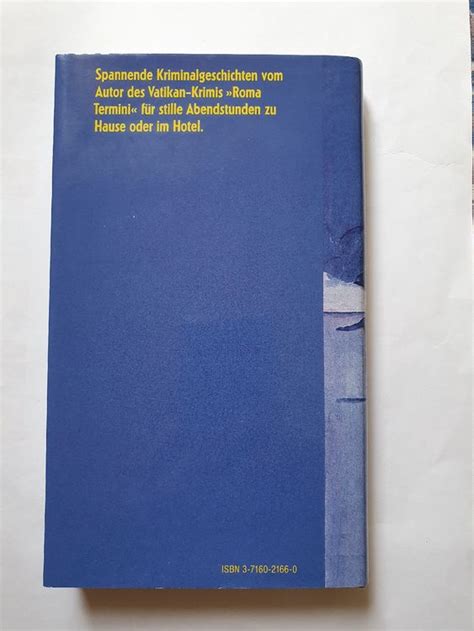 Spannende Kriminalgeschichten vom
Autor des Vatikan-Krimis »Roma
Termini« für stille Abendstunden zu
Hause oder im Hotel.
ISBN 3-7160-2166-0